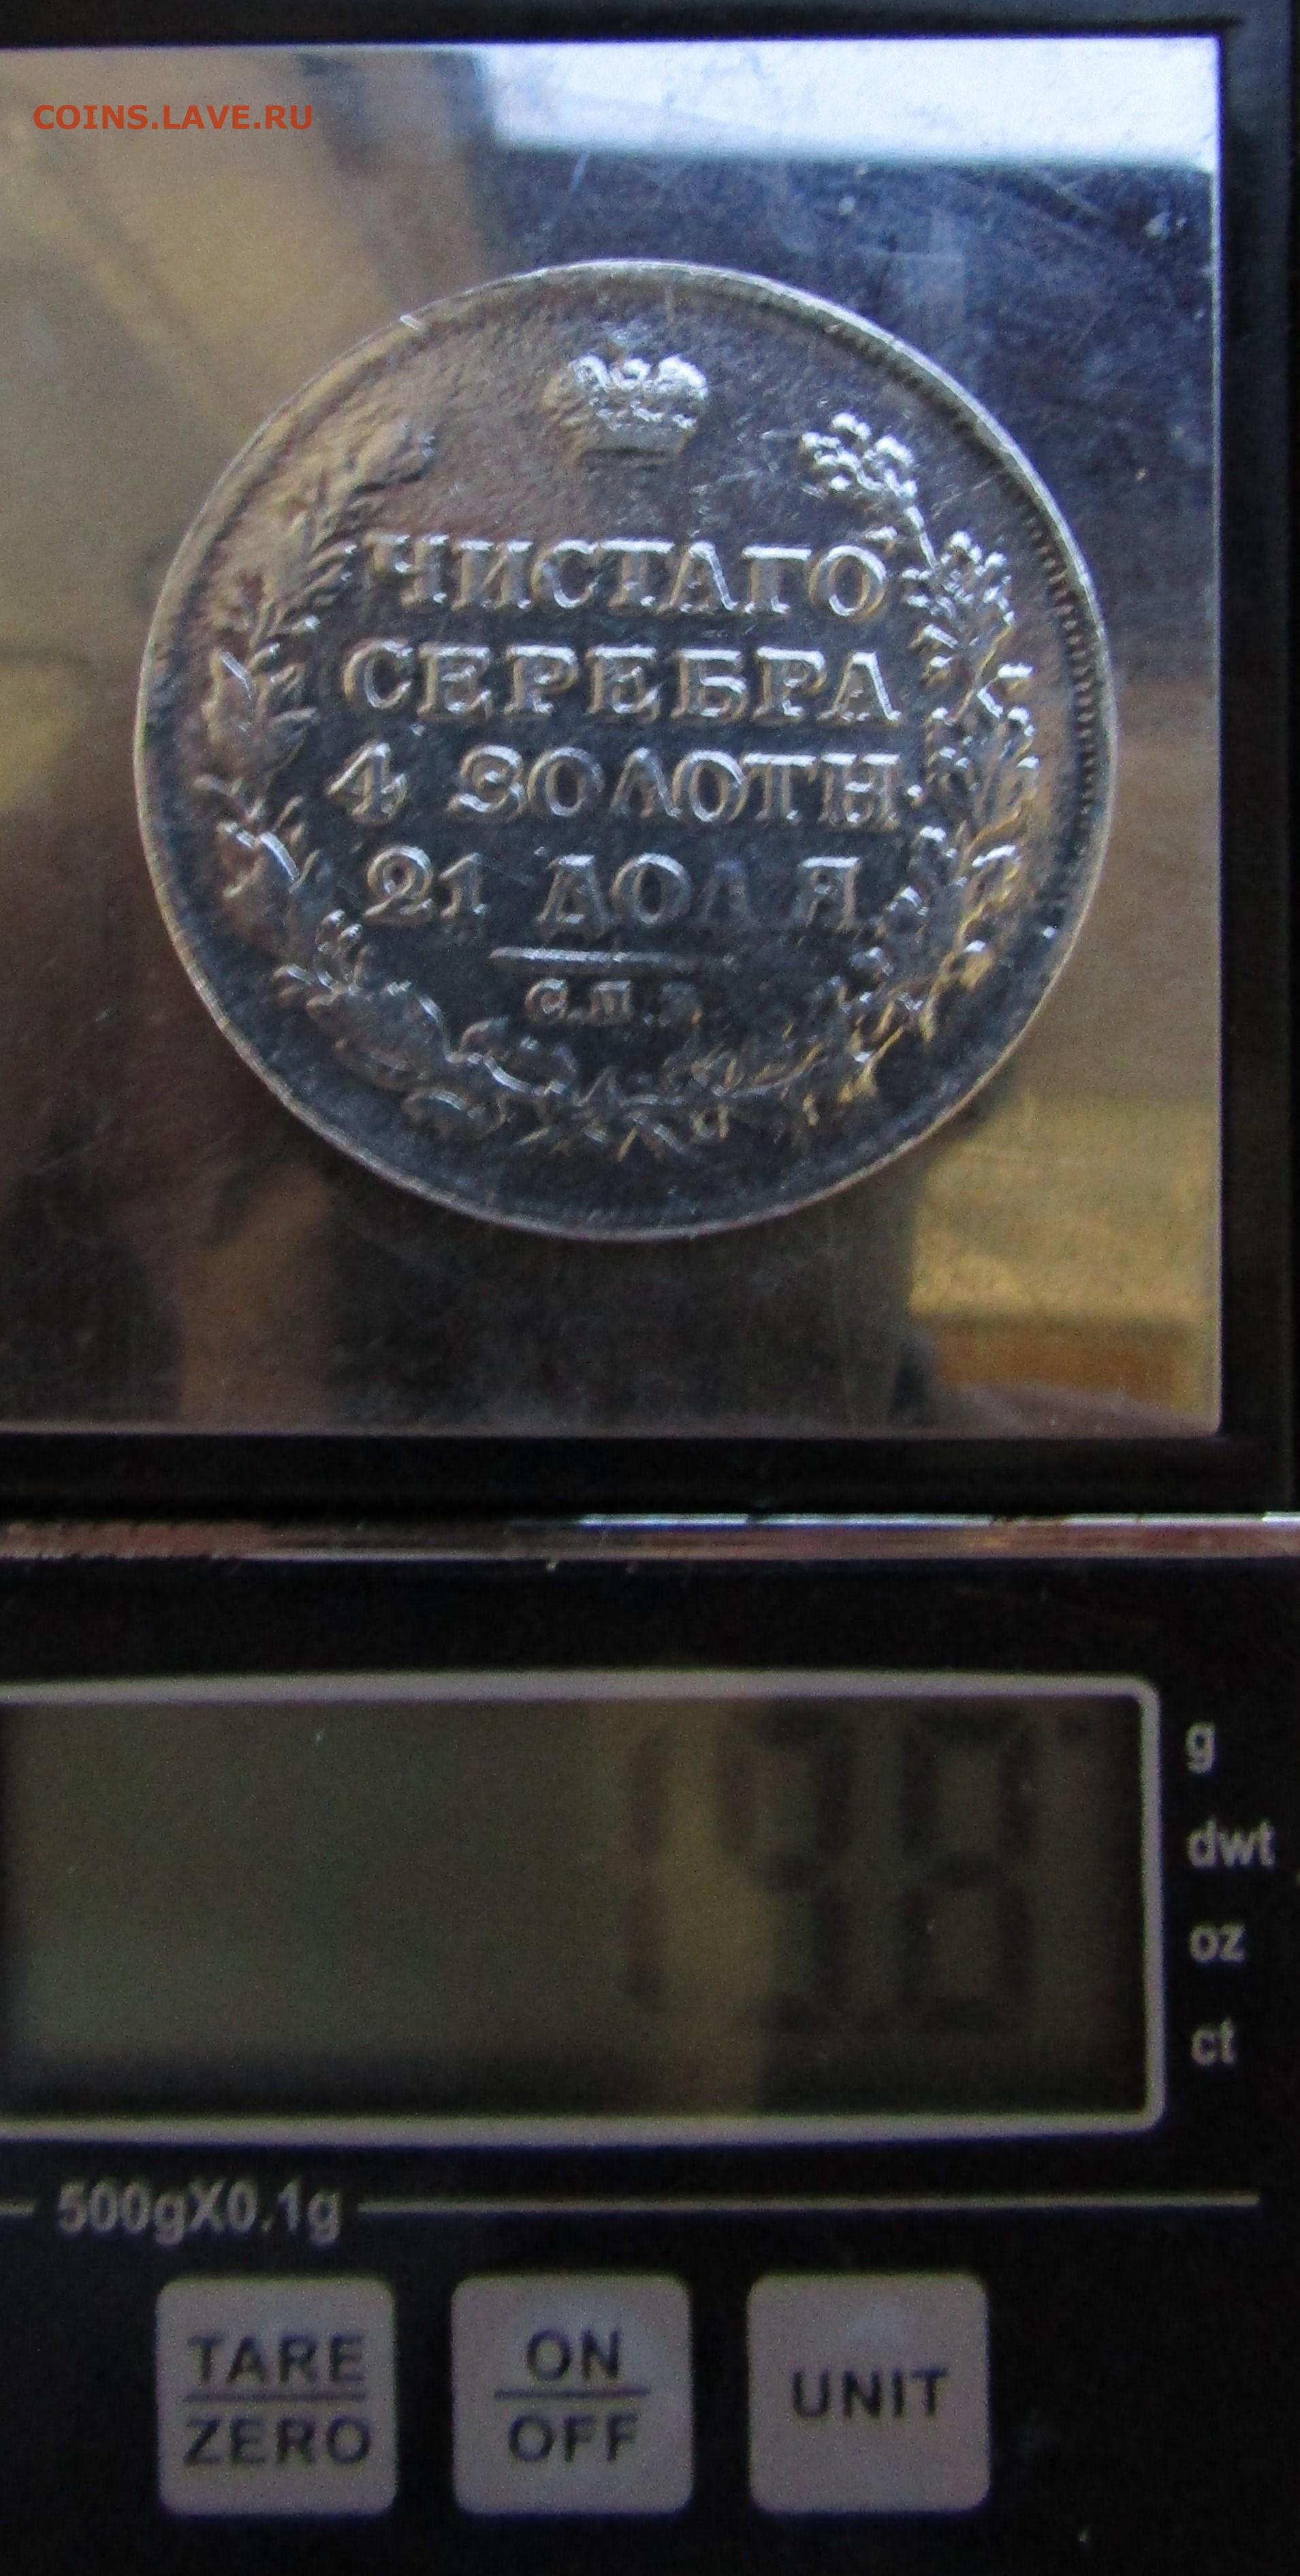 COINS.LAVE.RU
ЧИСТАГО
СЕРЕБРА
4 ЗОЛОТН.
21 ДОЛЯ
С.П.Б.
g
dwt
oz
ct
500gX0.1g
TARE
ZERO
ON
OFF
UNIT